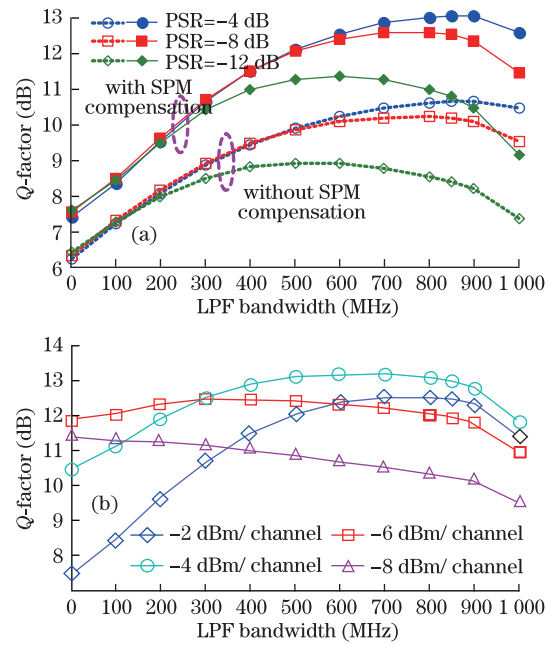 13
12
11
10
9
8
7
6
Q-factor (dB)
PSR=−4 dB
PSR=−8 dB
PSR=−12 dB
with SPM
compensation
without SPM
compensation
(a)
0 100 200 300 400 500 600 700 800 900 1 000
LPF bandwidth (MHz)
14
13
12
11
10
9
8
Q-factor (dB)
(b)
−2 dBm/ channel
−6 dBm/ channel
−4 dBm/ channel
−8 dBm/ channel
0 100 200 300 400 500 600 700 800 900 1 000
LPF bandwidth (MHz)